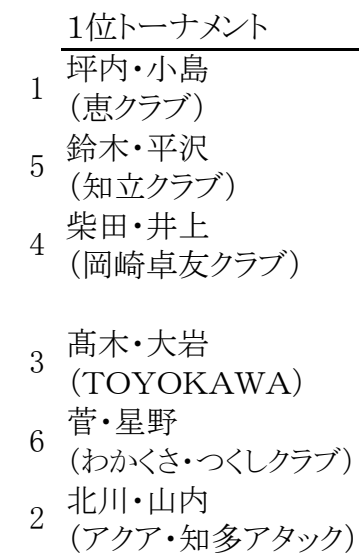 １位トーナメント
1
坪内・小島
（恵クラブ）
5
鈴木・平沢
（知立クラブ）
4
柴田・井上
（岡崎卓友クラブ）
3
髙木・大岩
（TOYOKAWA）
6
菅・星野
（わかくさ・つくしクラブ）
2
北川・山内
（アクア・知多アタック）